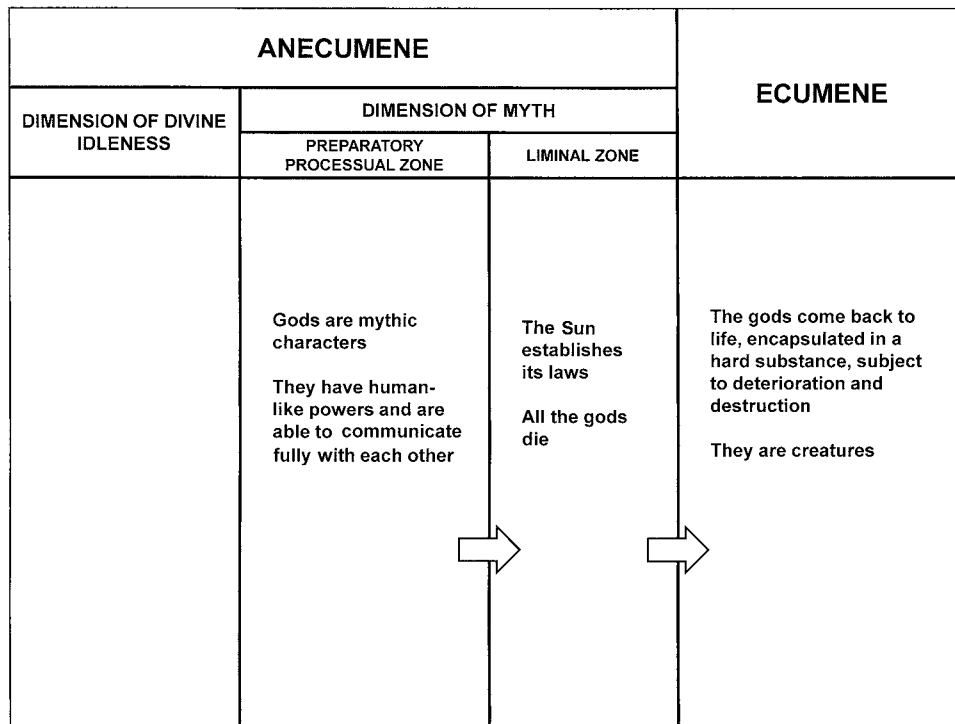 ANECUMENE
ECUMENE
DIMENSION OF DIVINE
IDLENESS
DIMENSION OF MYTH
PREPARATORY
PROCESSUAL ZONE
LIMINAL ZONE
Gods are mythic
characters
They have human-
like powers and are
able to communicate
fully with each other
The Sun
establishes
its laws
All the gods
die
The gods come back to
life, encapsulated in a
hard substance, subject
to deterioration and
destruction
They are creatures